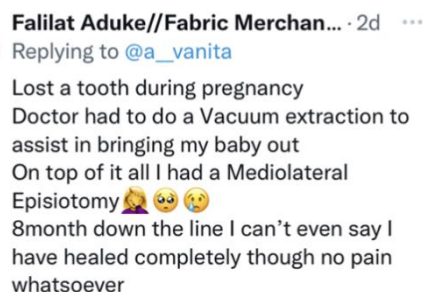 Falilat Aduke//Fabric Merchan... · 2d ...
Replying to @a__vanita
Lost a tooth during pregnancy
Doctor had to do a Vacuum extraction to
assist in bringing my baby out
On top of it all I had a Mediolateral
Episiotomy🤦‍♀️🥺😢
8month down the line I can't even say I
have healed completely though no pain
whatsoever